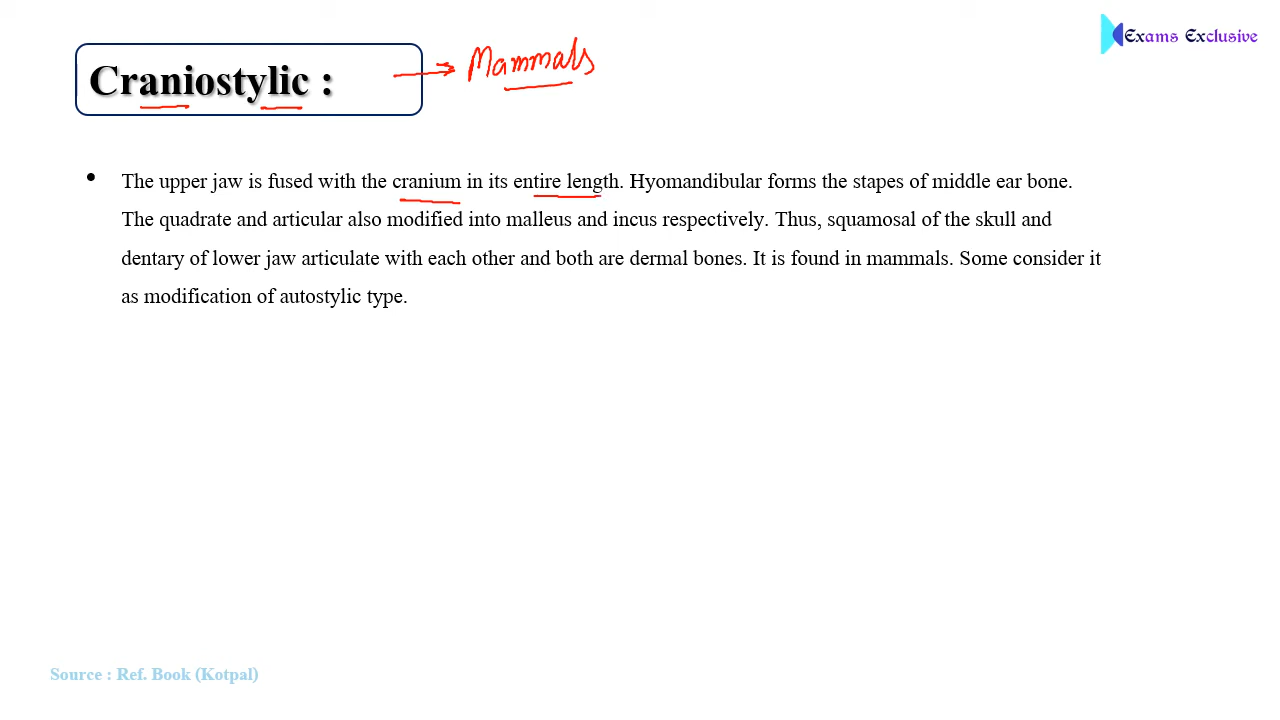 Exams Exclusive
Craniostylic :
Mammals
• The upper jaw is fused with the cranium in its entire length. Hyomandibular forms the stapes of middle ear bone.
The quadrate and articular also modified into malleus and incus respectively. Thus, squamosal of the skull and
dentary of lower jaw articulate with each other and both are dermal bones. It is found in mammals. Some consider it
as modification of autostylic type.
Source : Ref. Book (Kotpal)